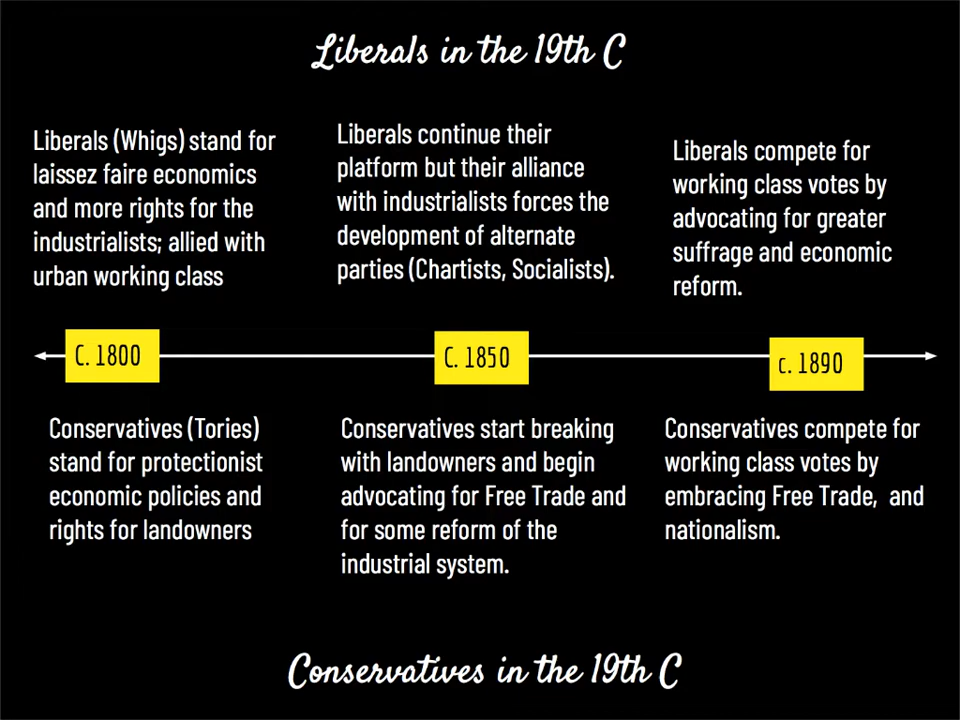 Liberals in the 19th C
Liberals (Whigs) stand for
laissez faire economics
and more rights for the
industrialists; allied with
urban working class
Liberals continue their
platform but their alliance
with industrialists forces the
development of alternate
parties (Chartists, Socialists).
Liberals compete for
working class votes by
advocating for greater
suffrage and economic
reform.
C. 1800
C. 1850
c. 1890
Conservatives (Tories)
stand for protectionist
economic policies and
rights for landowners
Conservatives start breaking
with landowners and begin
advocating for Free Trade and
for some reform of the
industrial system.
Conservatives compete for
working class votes by
embracing Free Trade, and
nationalism.
Conservatives in the 19th C